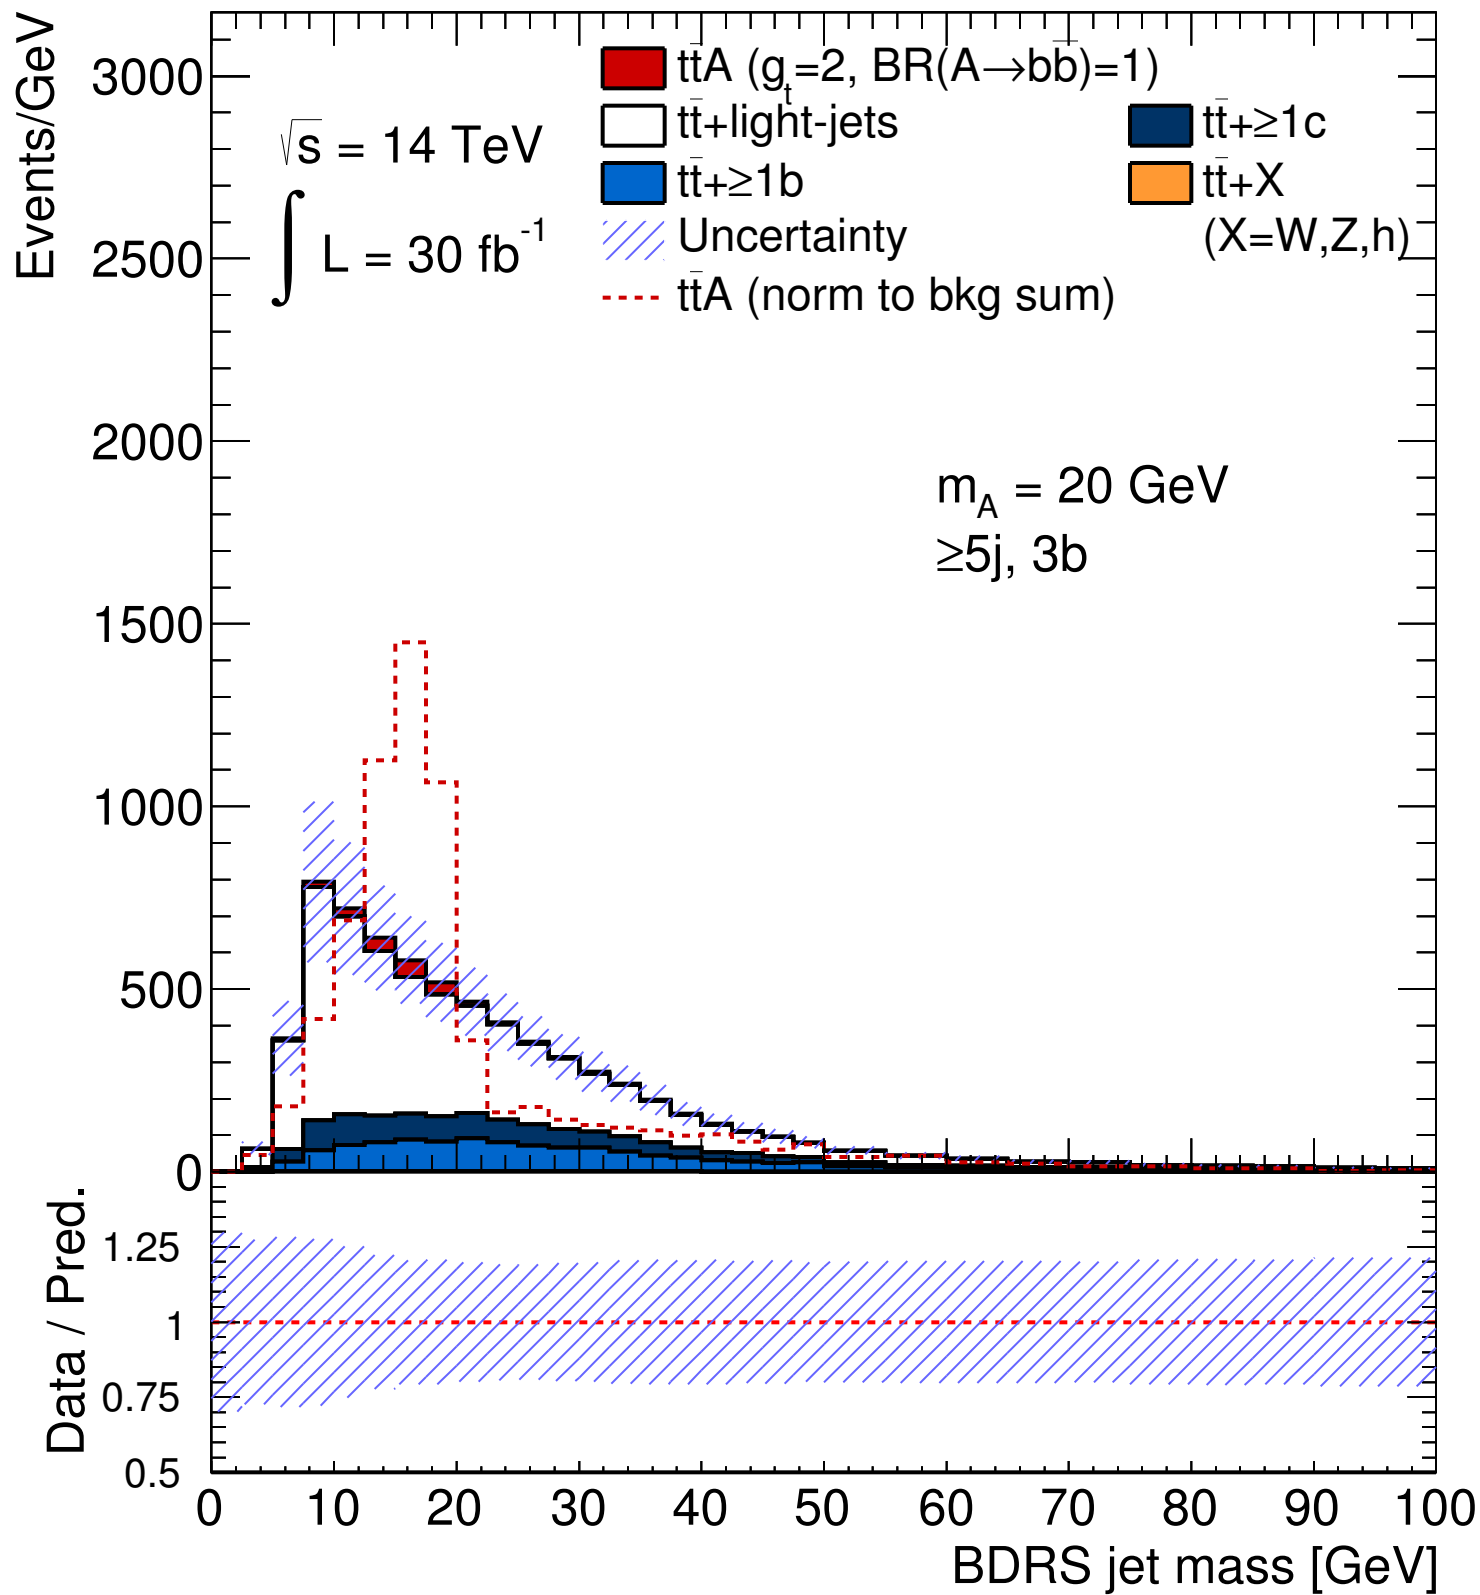 Events/GeV
3000
2500
2000
1500
1000
500
0
√s = 14 TeV
∫ L = 30 fb⁻¹
tt̄A (gₜ=2, BR(A→bb̄)=1)
tt̄+light-jets
tt̄+≥1c
tt̄+≥1b
tt̄+X
Uncertainty
(X=W,Z,h)
tt̄A (norm to bkg sum)
m_A = 20 GeV
≥5j, 3b
Data / Pred.
1.25
1
0.75
0.5
0 10 20 30 40 50 60 70 80 90 100
BDRS jet mass [GeV]